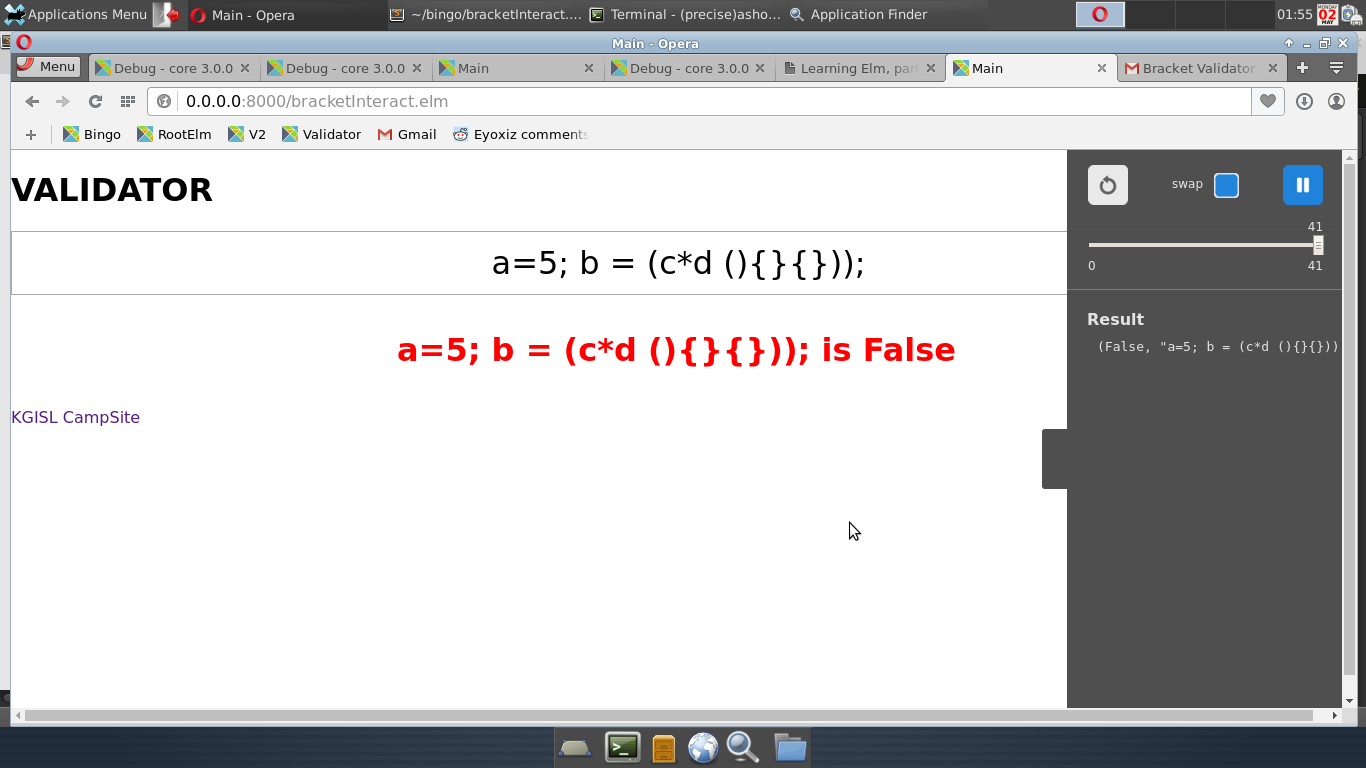 Applications Menu
Main - Opera
~/bingo/bracketInteract....
Terminal - (precise)asho...
Application Finder
01:55
MONDAY
02
MAY
Main - Opera
Menu
Debug - core 3.0.0
Debug - core 3.0.0
Main
Debug - core 3.0.0
Learning Elm, part
Main
Bracket Validator
0.0.0.0:8000/bracketInteract.elm
Bingo
RootElm
V2
Validator
Gmail
Eyoxiz comments
VALIDATOR
a=5; b = (c*d (){}{}));
a=5; b = (c*d (){}{})); is False
KGISL CampSite
swap
41
0
41
Result
(False, "a=5; b = (c*d (){}{}))